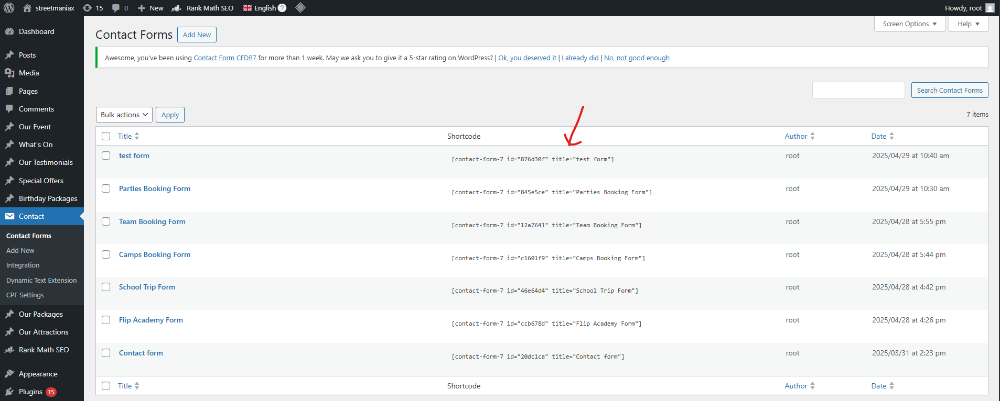 streetmaniax 15 0 New Rank Math SEO English ? Howdy, root
Screen Options Help
Dashboard
Posts
Media
Pages
Comments
Our Event
What's On
Our Testimonials
Special Offers
Birthday Packages
Contact
Contact Forms
Add New
Integration
Dynamic Text Extension
CPF Settings
Our Packages
Our Attractions
Rank Math SEO
Appearance
Plugins 15
Contact Forms Add New
Awesome, you've been using Contact Form CFDB7 for more than 1 week. May we ask you to give it a 5-star rating on WordPress? | Ok, you deserved it | I already did | No, not good enough
Search Contact Forms
Bulk actions Apply 7 items
Title Shortcode Author Date
test form [contact-form-7 id="876d30f" title="test form"] root 2025/04/29 at 10:40 am
Parties Booking Form [contact-form-7 id="845e5ce" title="Parties Booking Form"] root 2025/04/29 at 10:30 am
Team Booking Form [contact-form-7 id="12a7641" title="Team Booking Form"] root 2025/04/28 at 5:55 pm
Camps Booking Form [contact-form-7 id="c1601f9" title="Camps Booking Form"] root 2025/04/28 at 5:44 pm
School Trip Form [contact-form-7 id="46e64d4" title="School Trip Form"] root 2025/04/28 at 4:42 pm
Flip Academy Form [contact-form-7 id="ccb678d" title="Flip Academy Form"] root 2025/04/28 at 4:26 pm
Contact form [contact-form-7 id="20dc1ca" title="Contact form"] root 2025/03/31 at 2:23 pm
Title Shortcode Author Date